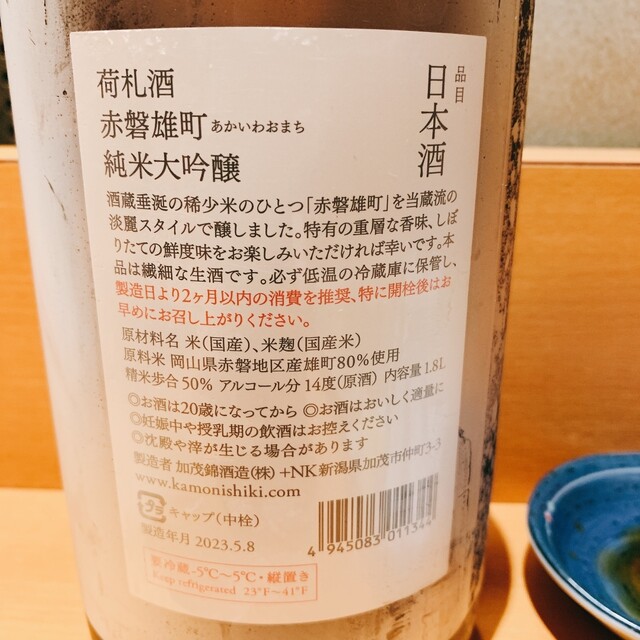 品目
日本酒
荷札酒
赤磐雄町 あかいわおまち
純米大吟醸
酒蔵垂涎の稀少米のひとつ「赤磐雄町」を当蔵流の
淡麗スタイルで醸しました。特有の重層な香味、しぼ
りたての鮮度味をお楽しみいただければ幸いです。本
品は繊細な生酒です。必ず低温の冷蔵庫に保管し、
製造日より2ヶ月以内の消費を推奨、特に開栓後はお
早めにお召し上がりください。
原材料名 米(国産)、米麹(国産米)
原料米 岡山県赤磐地区産雄町80%使用
精米歩合50% アルコール分 14度(原酒) 内容量 1.8L
◎お酒は20歳になってから ◎お酒はおいしく適量に
◎妊娠中や授乳期の飲酒はお控えください
◎沈殿や滓が生じる場合があります
製造者 加茂錦酒造(株) +NK新潟県加茂市仲町3-3
www.kamonishiki.com
プラ キャップ(中栓)
製造年月 2023.5.8
4 945083 011344
要冷蔵-5℃〜5℃・縦置き
Keep refrigerated 23°F〜41°F